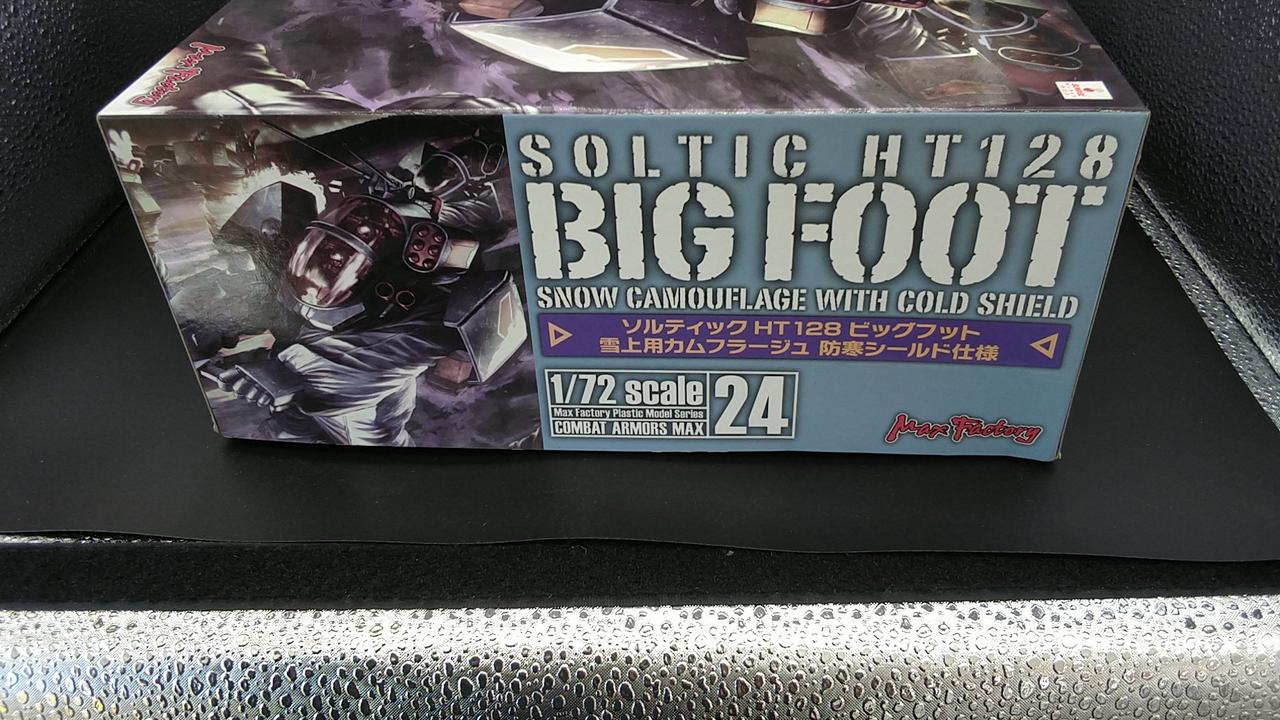 Max Factory
SOLTIC HT128
BIG FOOT
SNOW CAMOUFLAGE WITH COLD SHIELD
ソルティック HT128 ビッグフット
雪上用カムフラージュ 防寒シールド仕様
1/72 scale
Max Factory Plastic Model Series
COMBAT ARMORS MAX
24
Max Factory